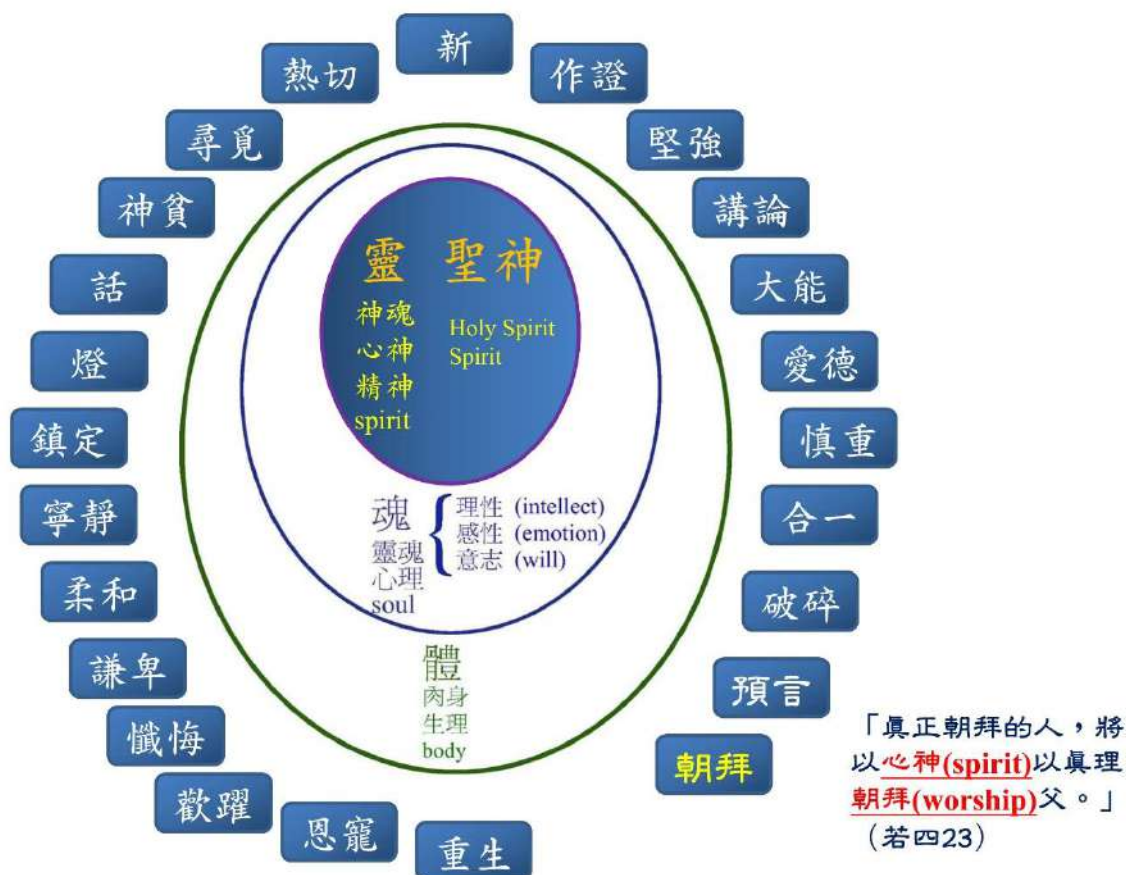 新
熱切
作證
尋覓
堅強
神貧
講論
話
大能
燈
愛德
鎮定
慎重
寧靜
合一
柔和
破碎
謙卑
預言
懺悔
朝拜
歡躍
恩寵
重生
靈 聖神
神魂
心神
精神
spirit
Holy Spirit
Spirit
魂
靈魂
心理
soul
理性 (intellect)
感性 (emotion)
意志 (will)
體
肉身
生理
body
「真正朝拜的人，將
以心神(spirit)以真理
朝拜(worship)父。」
（若四23）